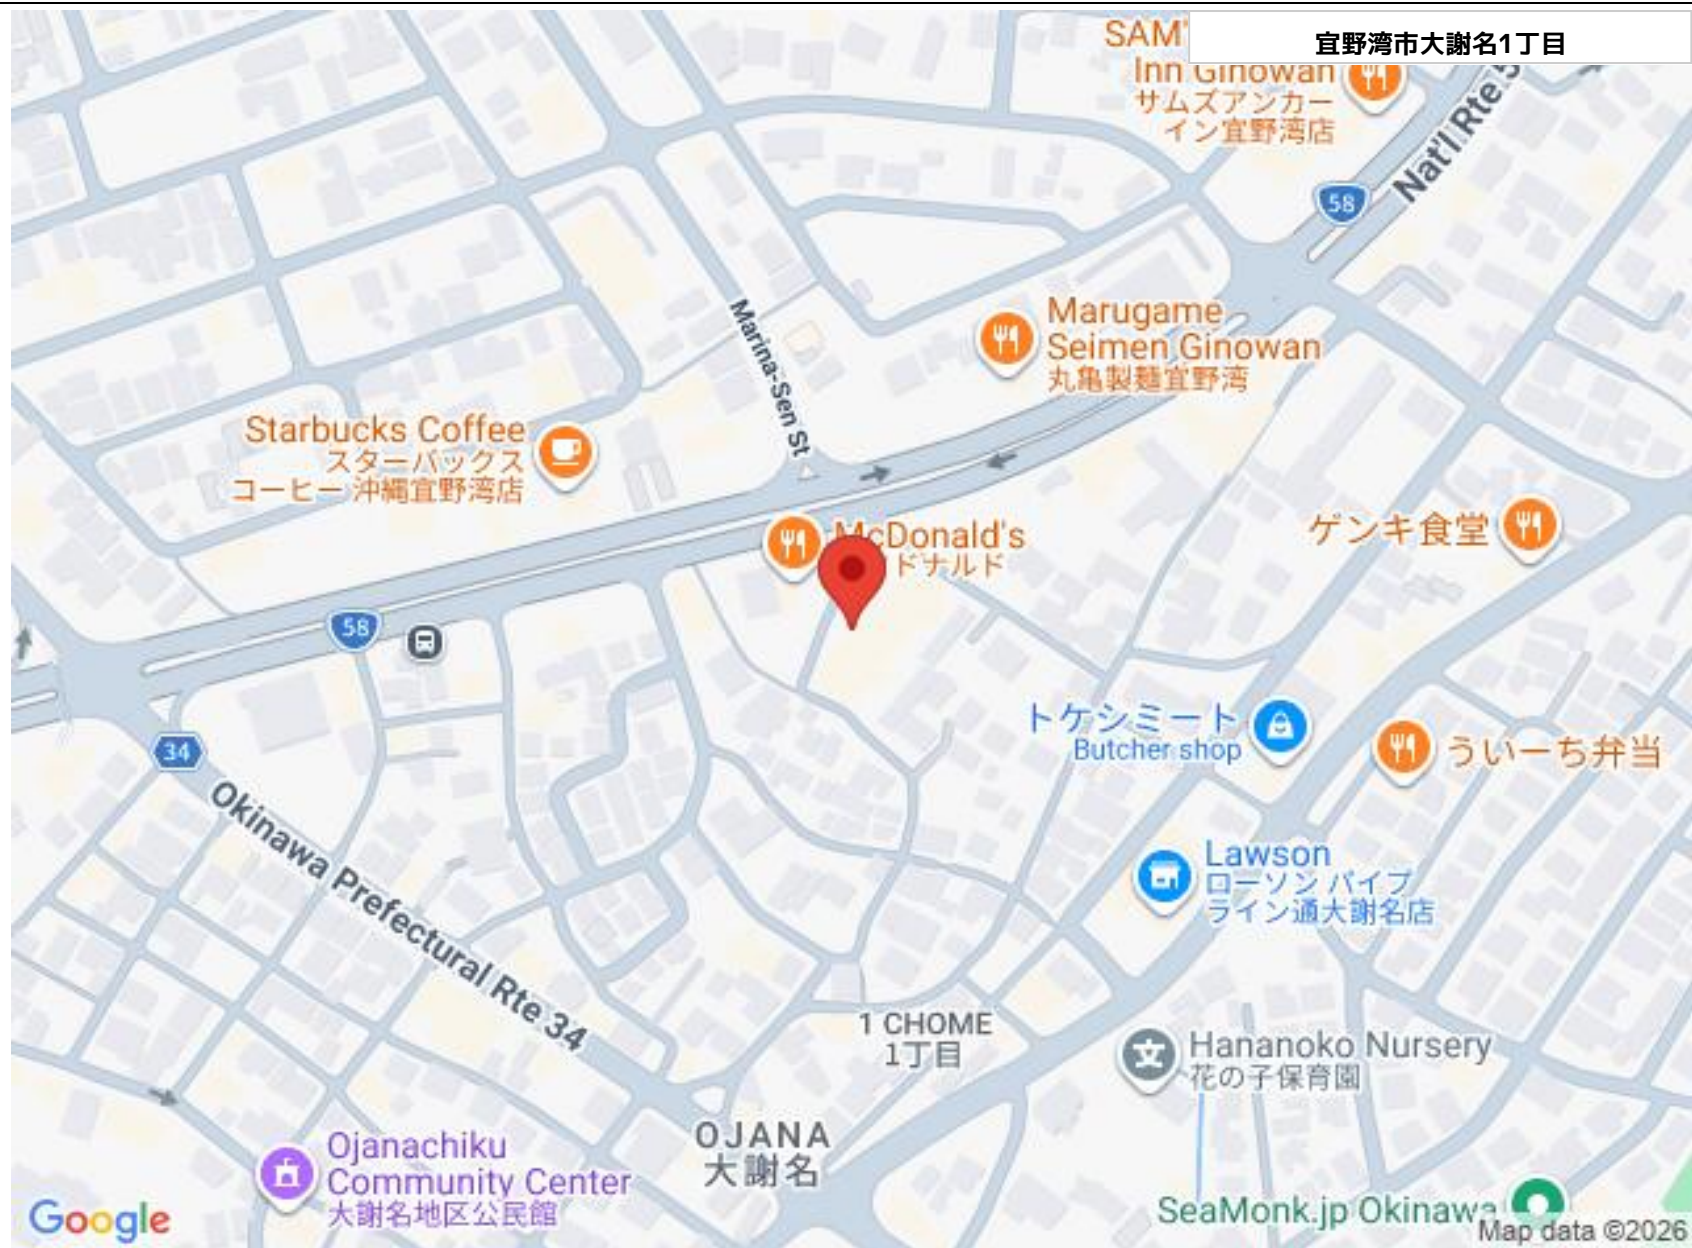 宜野湾市大謝名1丁目
SAM'
Inn Ginowan
サムズアンカー
イン宜野湾店
Nat'l Rte 5
58
Marugame
Seimen Ginowan
丸亀製麺宜野湾
Marina-Sen St
Starbucks Coffee
スターバックス
コーヒー 沖縄宜野湾店
McDonald's
ドナルド
ゲンキ食堂
58
トケシミート
Butcher shop
ういーち弁当
34
Okinawa Prefectural Rte 34
Lawson
ローソン パイプ
ライン通大謝名店
1 CHOME
1丁目
Hananoko Nursery
花の子保育園
OJANA
大謝名
Ojanachiku
Community Center
大謝名地区公民館
SeaMonk.jp Okinawa
Google
Map data ©2026